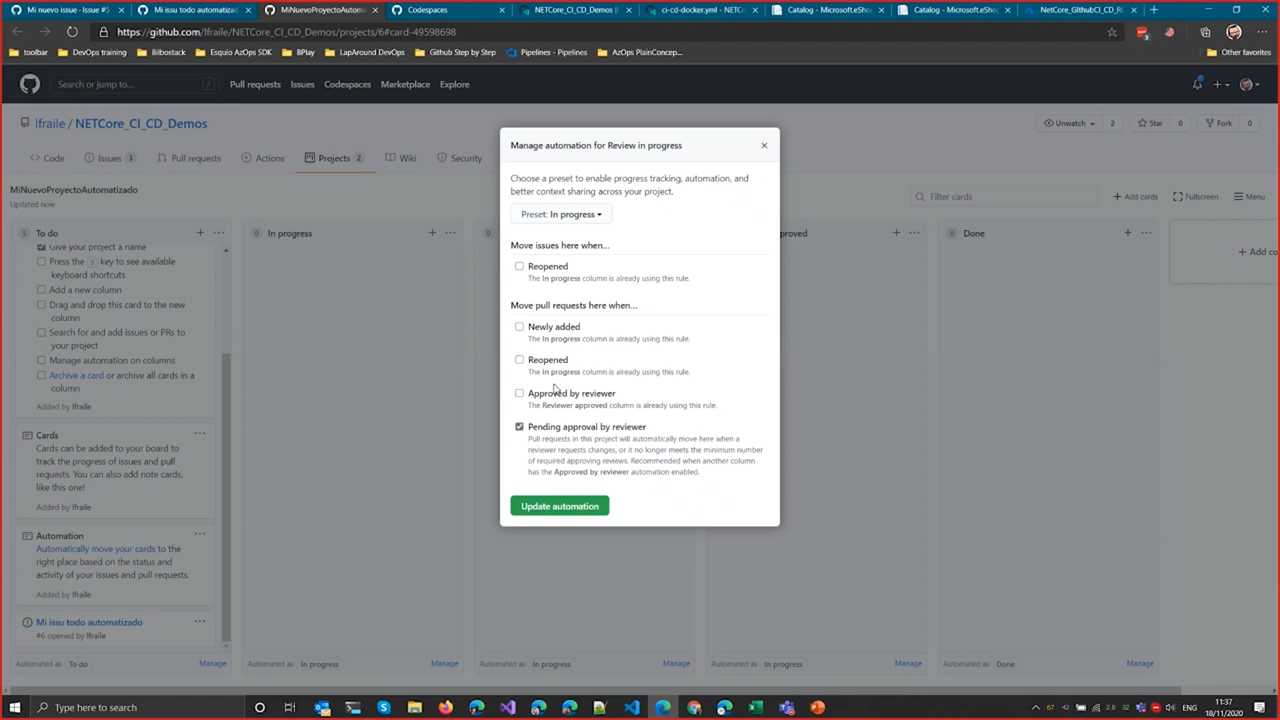 Mi nuevo issue · Issue #5
Mi issu todo automatizad
MiNuevoProyectoAutom
Codespaces
NETCore_CI_CD_Demos
ci-cd-docker.yml - NETC
Catalog - Microsoft.eSho
Catalog - Microsoft.eSho
NetCore_GithubCI_CD_R
https://github.com/lfraile/NETCore_CI_CD_Demos/projects/6#card-49598698
toolbar
DevOps training
Bilbostack
Esquio AzOps SDK
BPlay
LapAround DevOps
Github Step by Step
Pipelines - Pipelines
AzOps PlainConcep...
Other favorites
Search or jump to...
/
Pull requests
Issues
Codespaces
Marketplace
Explore
lfraile / NETCore_CI_CD_Demos
Unwatch
2
Star
0
Fork
0
Code
Issues 3
Pull requests
Actions
Projects 2
Wiki
Security
MiNuevoProyectoAutomatizado
Updated now
Filter cards
Add cards
Fullscreen
Menu
5 To do
Give your project a name
Press the ? key to see available
keyboard shortcuts
Add a new column
Drag and drop this card to the new
column
Search for and add issues or PRs to
your project
Manage automation on columns
Archive a card or archive all cards in a
column
Added by lfraile
Cards
Cards can be added to your board to
track the progress of issues and pull
requests. You can also add note cards,
like this one!
Added by lfraile
Automation
Automatically move your cards to the
right place based on the status and
activity of your issues and pull requests.
Added by lfraile
Mi issu todo automatizado
#6 opened by lfraile
Automated as To do
Manage
0 In progress
Automated as In progress
Manage
0
Automated as In progress
Manage
proved
Automated as In progress
Manage
0 Done
Automated as Done
Manage
Add co
Manage automation for Review in progress
Choose a preset to enable progress tracking, automation, and
better context sharing across your project.
Preset: In progress
Move issues here when...
Reopened
The In progress column is already using this rule.
Move pull requests here when...
Newly added
The In progress column is already using this rule.
Reopened
The In progress column is already using this rule.
Approved by reviewer
The Reviewer approved column is already using this rule.
Pending approval by reviewer
Pull requests in this project will automatically move here when a
reviewer requests changes, or it no longer meets the minimum number
of required approving reviews. Recommended when another column
has the Approved by reviewer automation enabled.
Update automation
Type here to search
67
42
2.8
32
ENG
11:37
18/11/2020